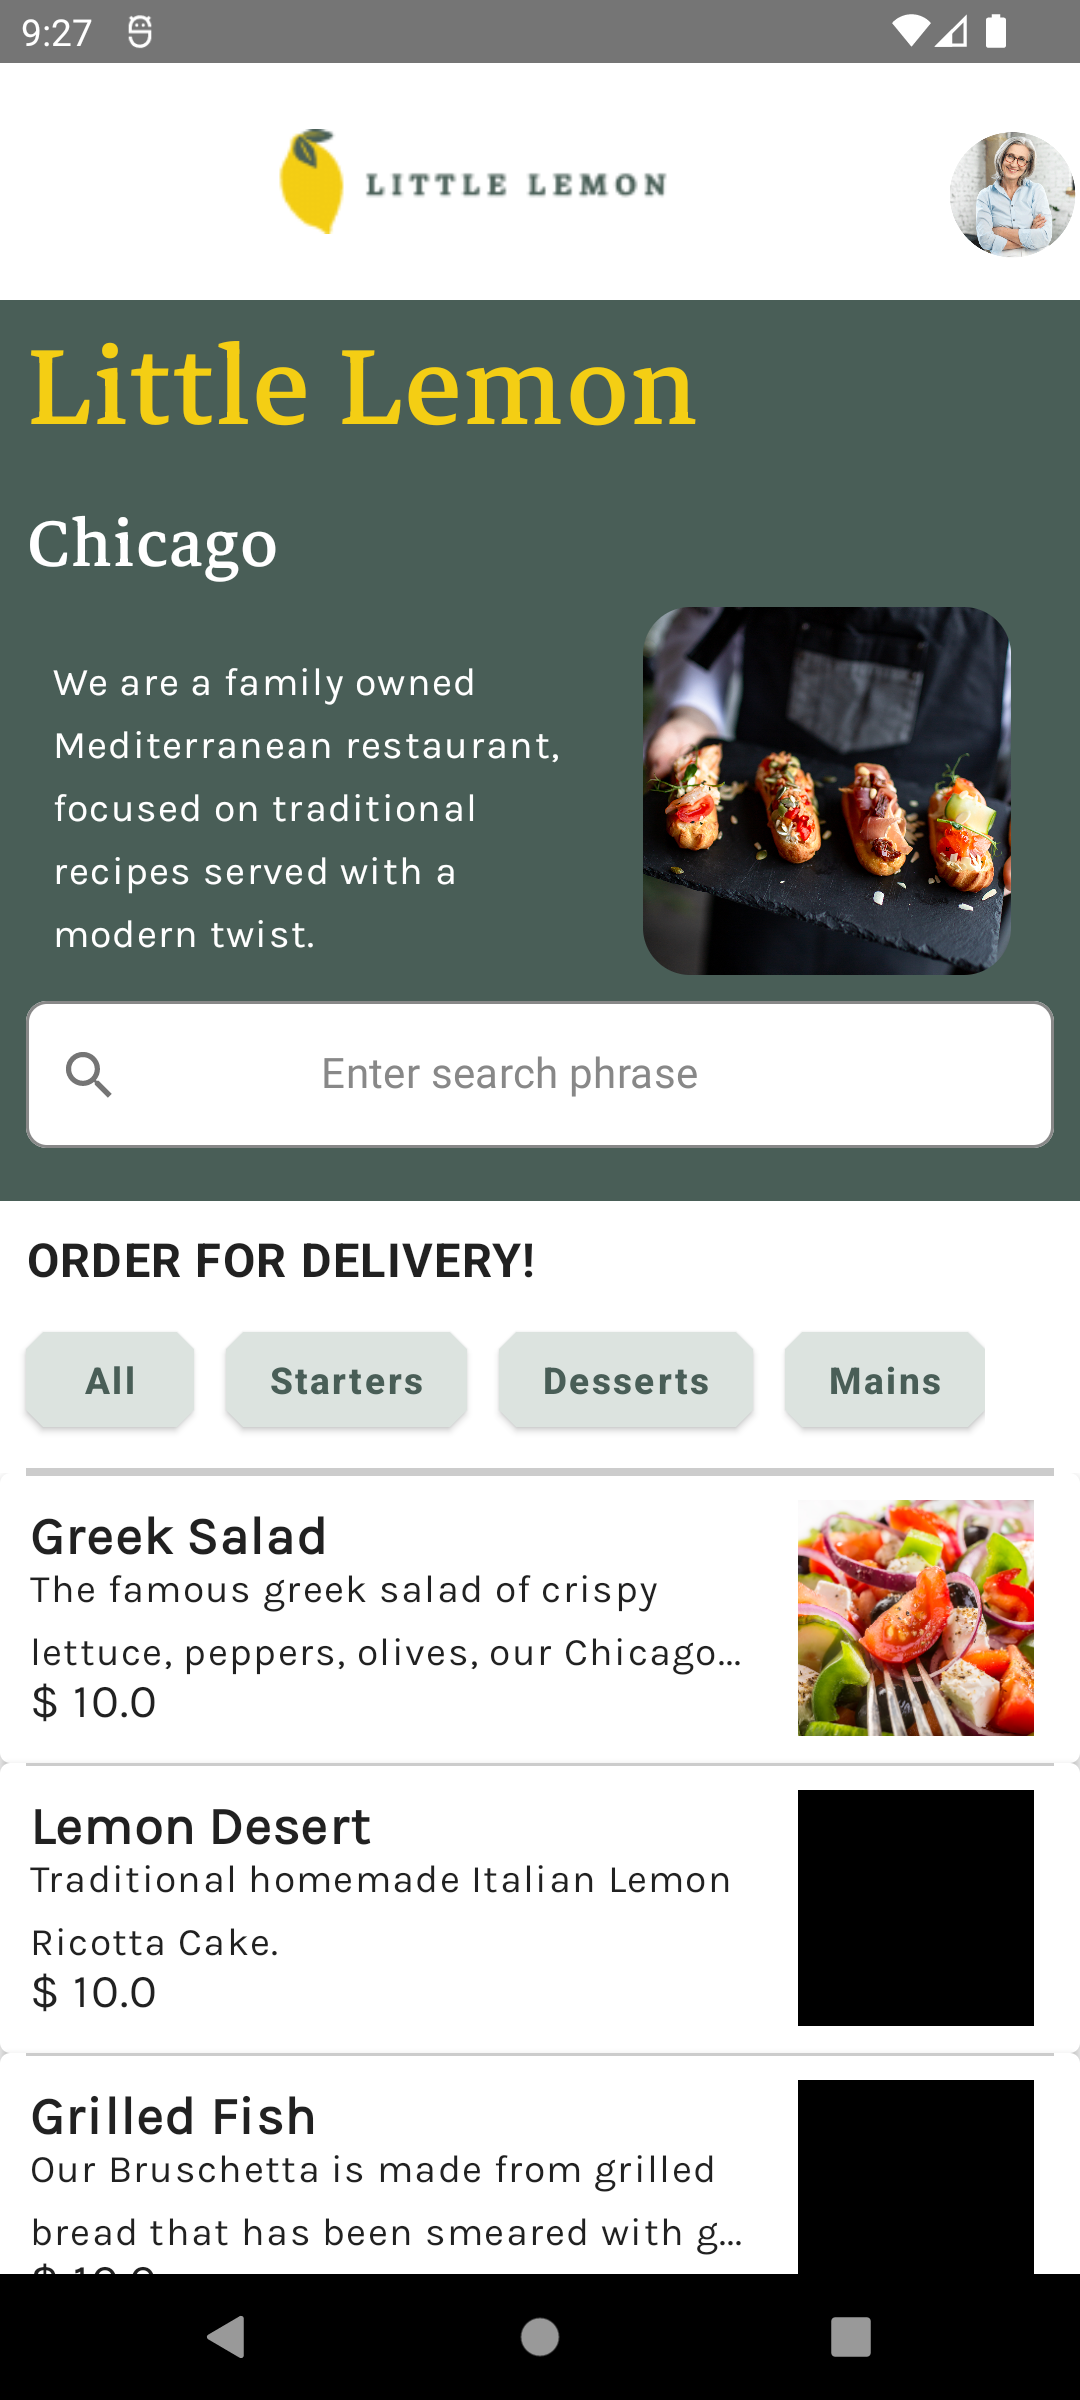 9:27
LITTLE LEMON
Little Lemon
Chicago
We are a family owned
Mediterranean restaurant,
focused on traditional
recipes served with a
modern twist.
Enter search phrase
ORDER FOR DELIVERY!
All
Starters
Desserts
Mains
Greek Salad
The famous greek salad of crispy
lettuce, peppers, olives, our Chicago...
$ 10.0
Lemon Desert
Traditional homemade Italian Lemon
Ricotta Cake.
$ 10.0
Grilled Fish
Our Bruschetta is made from grilled
bread that has been smeared with g...